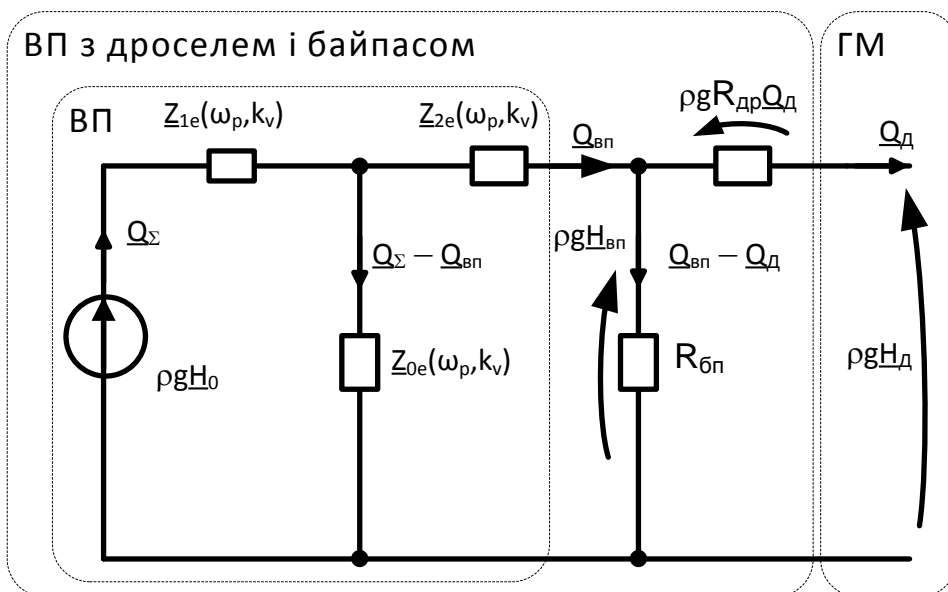 ВП з дроселем і байпасом
ГМ
ВП
Z1e(ωp,kv)
Z2e(ωp,kv)
Qвп
ρgRдрQд
Qд
QΣ
QΣ − Qвп
ρgHвп
Qвп − Qд
ρgH0
Z0e(ωp,kv)
Rбп
ρgHд